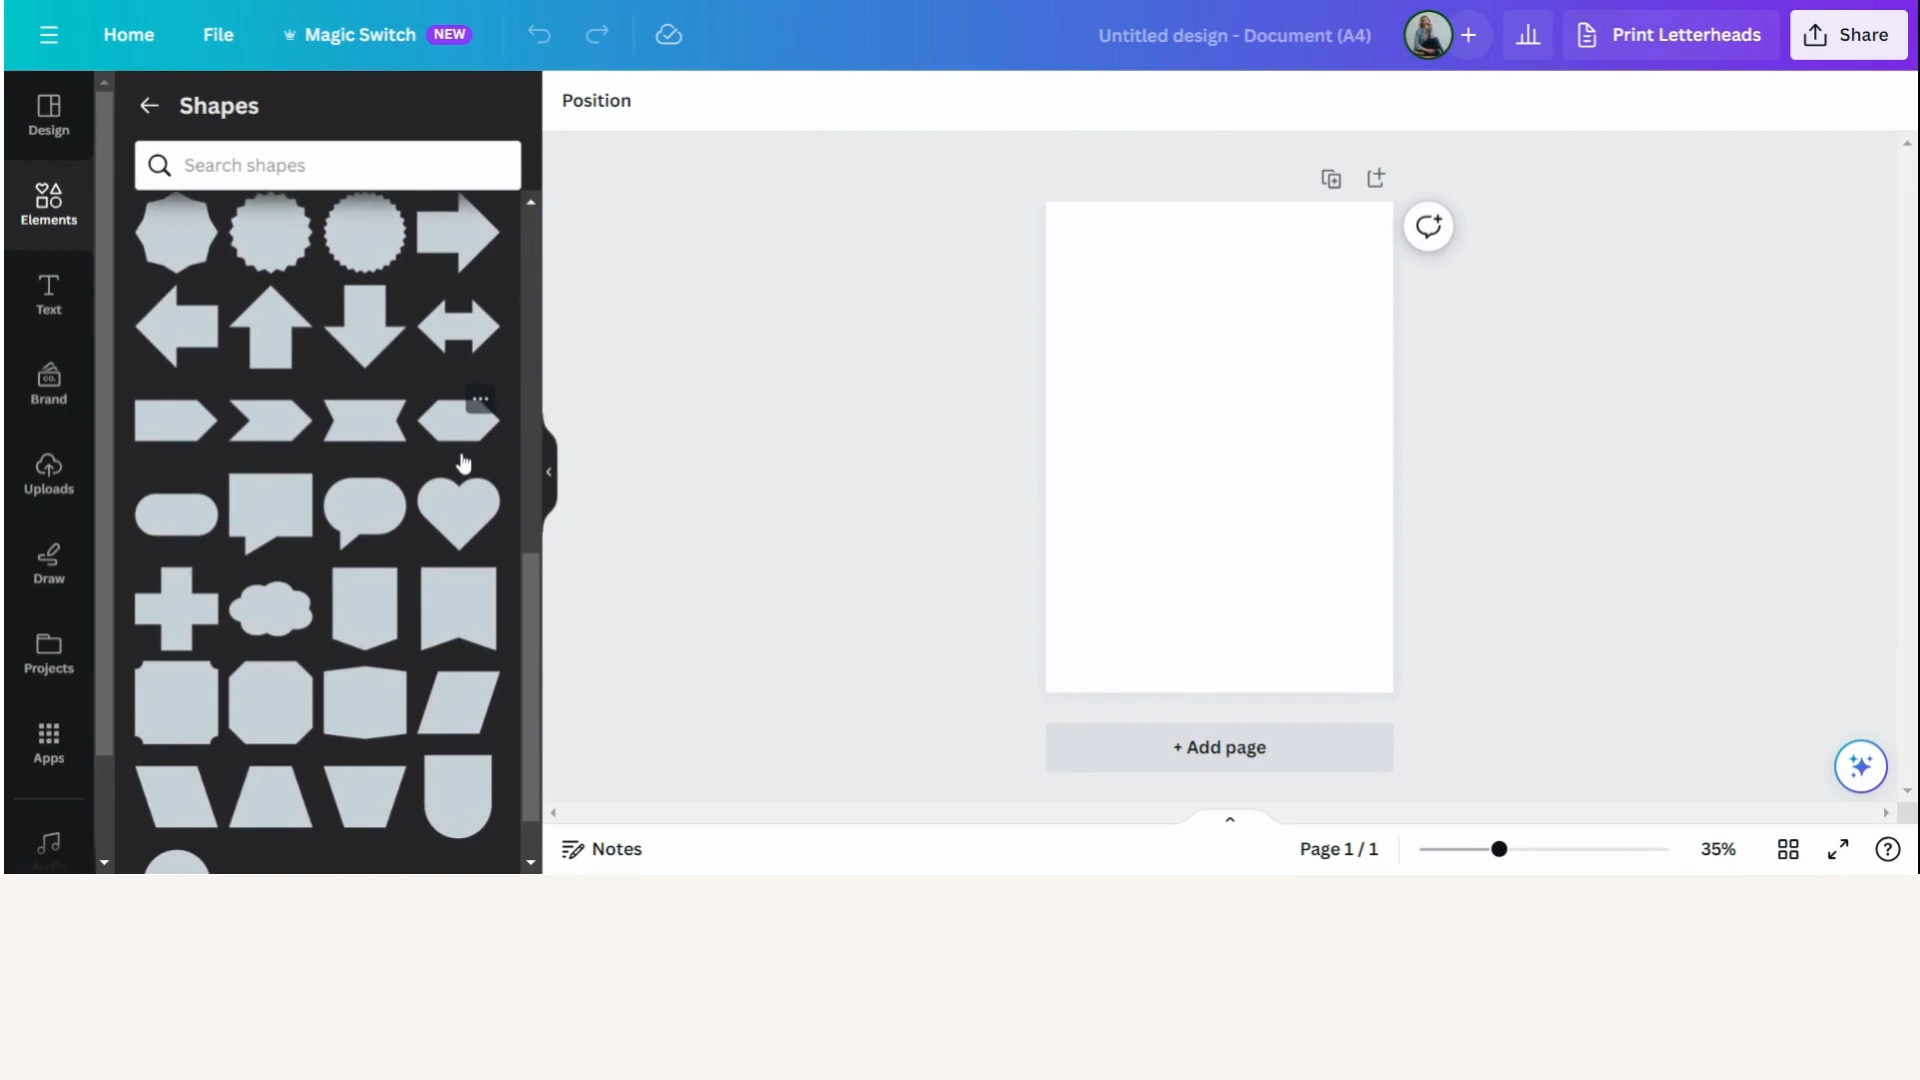 Home
File
Magic Switch
NEW
Untitled design - Document (A4)
+
Print Letterheads
Share
Design
Elements
Text
CO.
Brand
Uploads
Draw
Projects
Apps
Shapes
Search shapes
Position
+ Add page
Notes
Page 1 / 1
35%
?